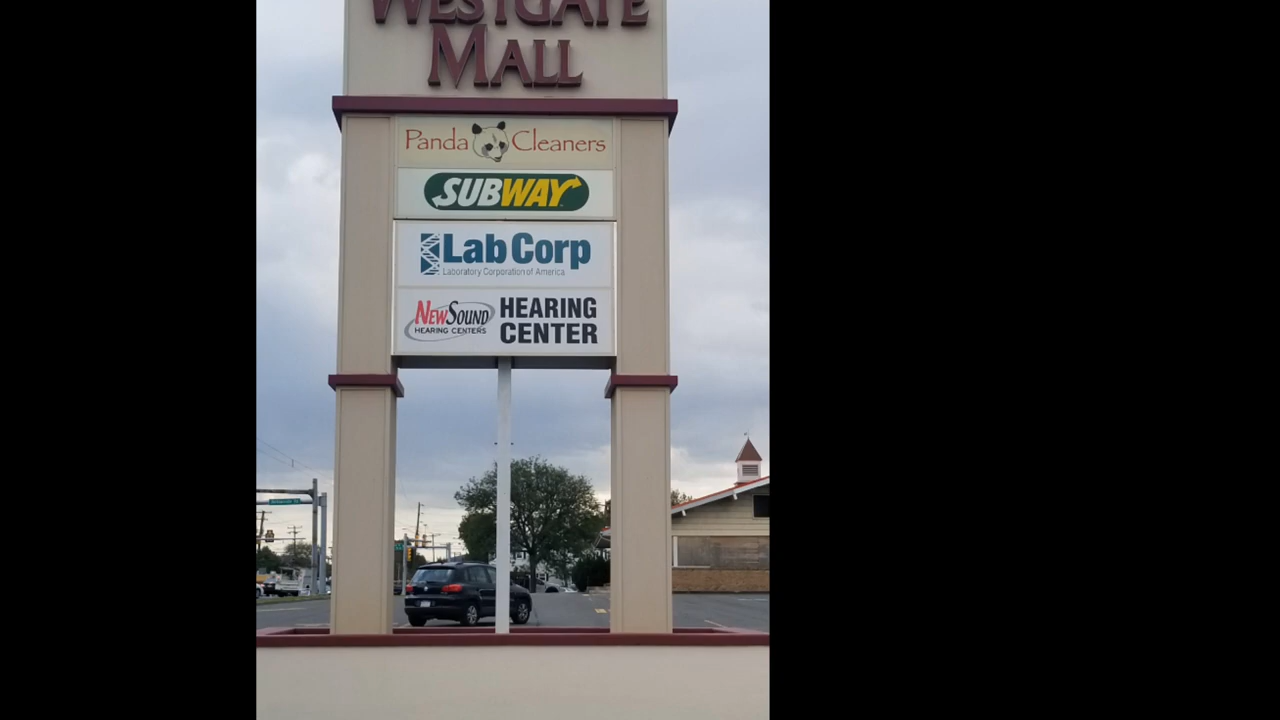 WESTGATE
MALL
Panda Cleaners
SUBWAY
LabCorp
Laboratory Corporation of America
NEWSOUND
HEARING CENTERS
HEARING
CENTER